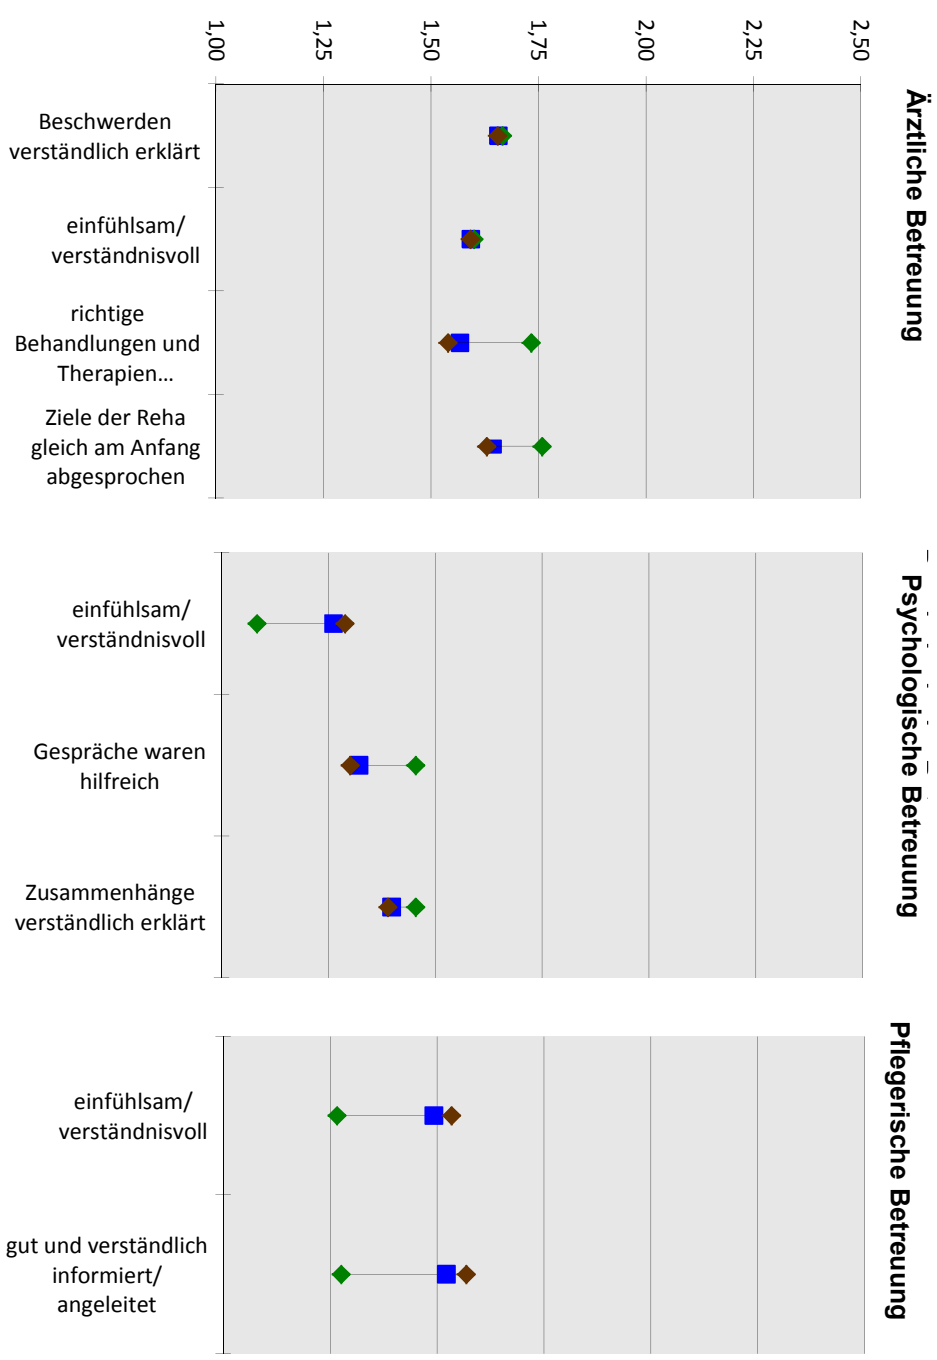 1,00
1,25
1,50
1,75
2,00
2,25
2,50
Ärztliche Betreuung
Beschwerden
verständlich erklärt
einfühlsam/
verständnisvoll
richtige
Behandlungen und
Therapien...
Ziele der Reha
gleich am Anfang
abgesprochen
Psychologische Betreuung
einfühlsam/
verständnisvoll
Gespräche waren
hilfreich
Zusammenhänge
verständlich erklärt
Pflegerische Betreuung
einfühlsam/
verständnisvoll
gut und verständlich
informiert/
angeleitet